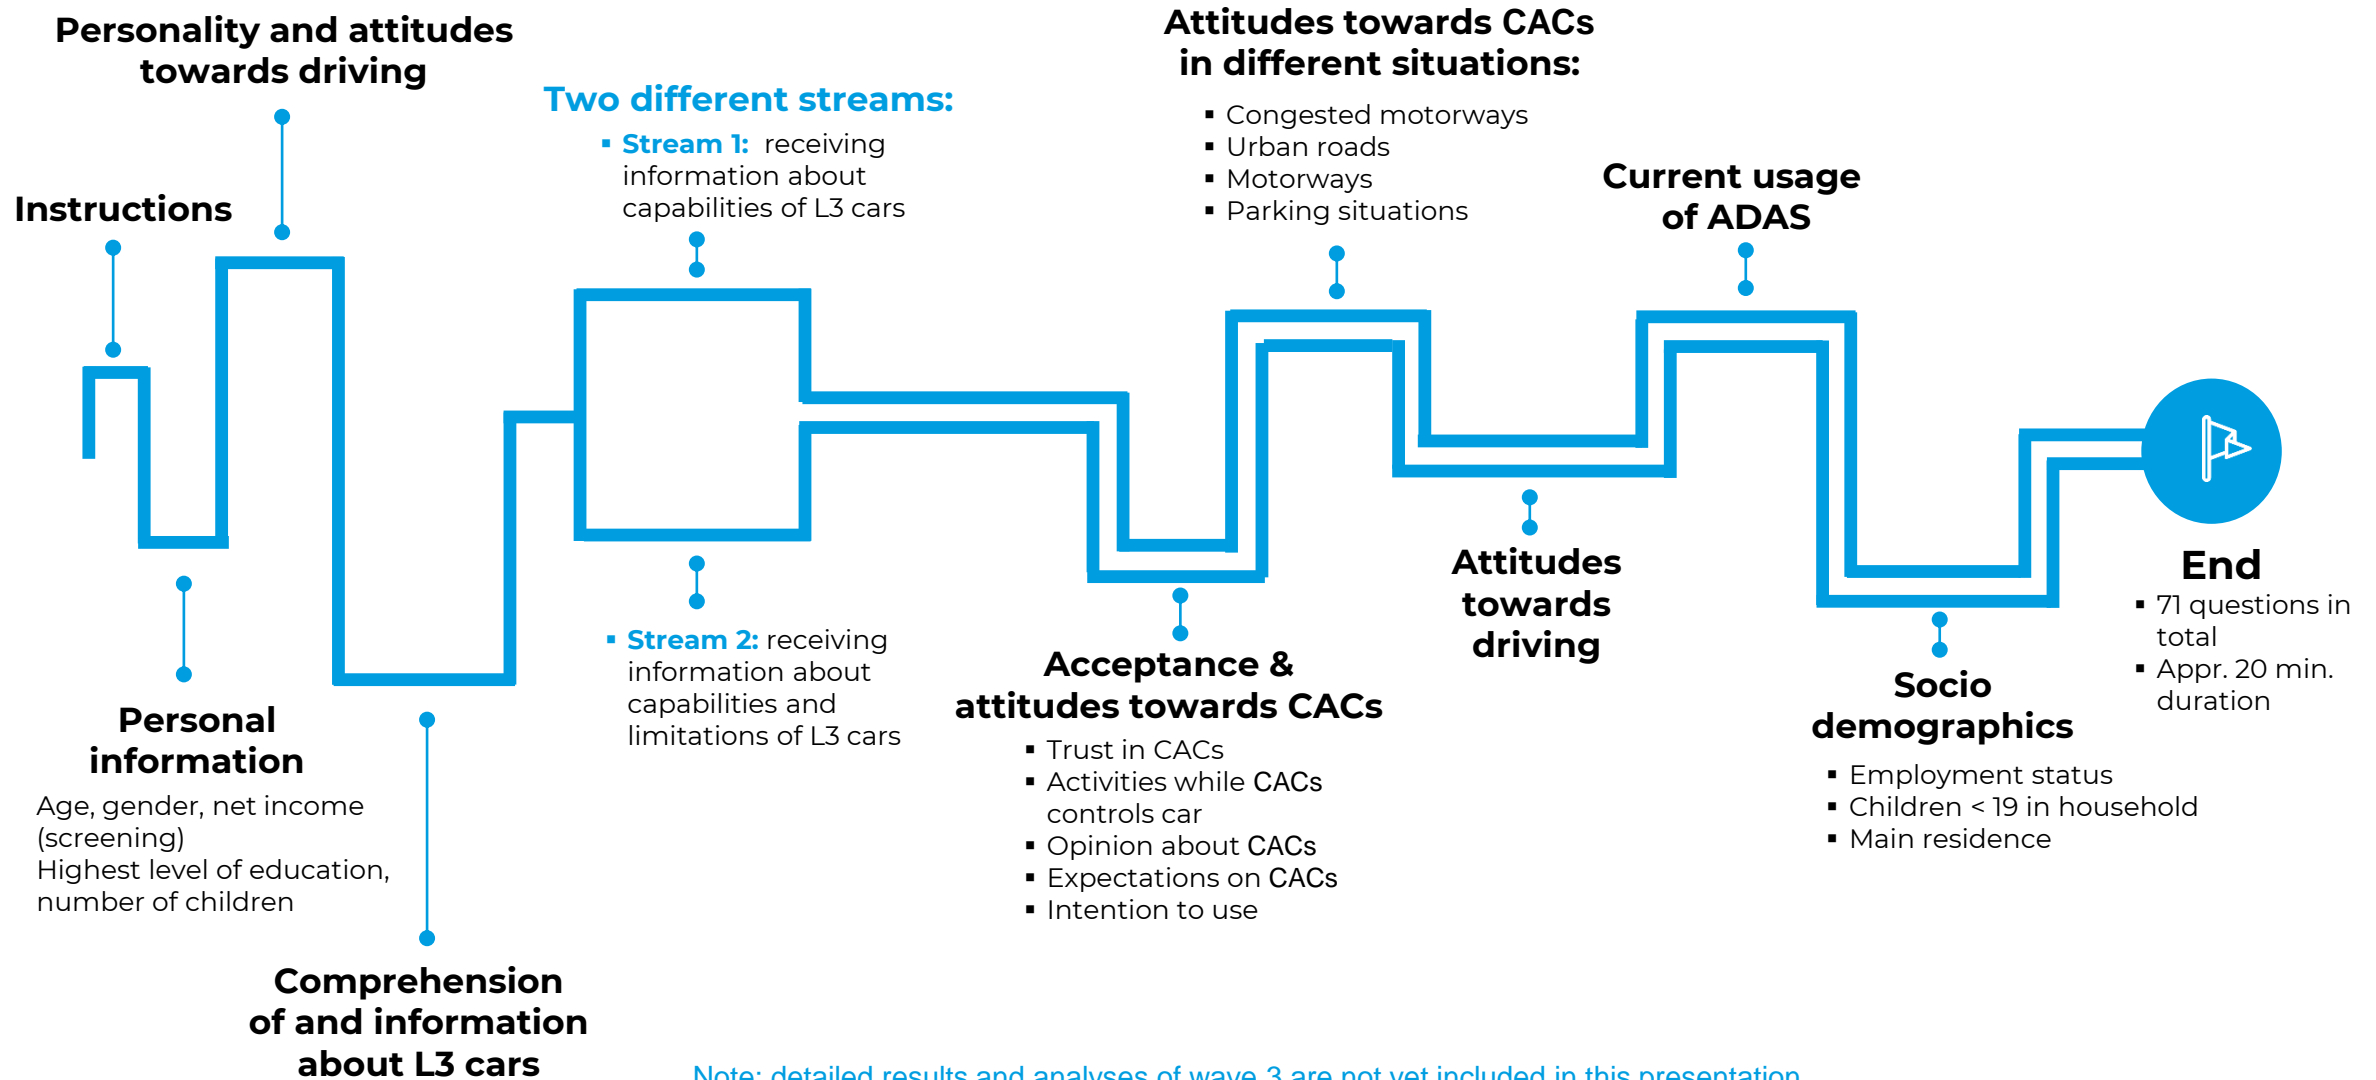 Personality and attitudes
towards driving
Instructions
Personal
information
Age, gender, net income
(screening)
Highest level of education,
number of children
Comprehension
of and information
about L3 cars
Two different streams:
▪ Stream 1: receiving
information about
capabilities of L3 cars
▪ Stream 2: receiving
information about
capabilities and
limitations of L3 cars
Acceptance &
attitudes towards CACs
▪ Trust in CACs
▪ Activities while CACs
controls car
▪ Opinion about CACs
▪ Expectations on CACs
▪ Intention to use
Attitudes towards CACs
in different situations:
▪ Congested motorways
▪ Urban roads
▪ Motorways
▪ Parking situations
Attitudes
towards
driving
Current usage
of ADAS
Socio
demographics
▪ Employment status
▪ Children < 19 in household
▪ Main residence
End
▪ 71 questions in
total
▪ Appr. 20 min.
duration
Note: detailed results and analyses of wave 3 are not yet included in this presentation